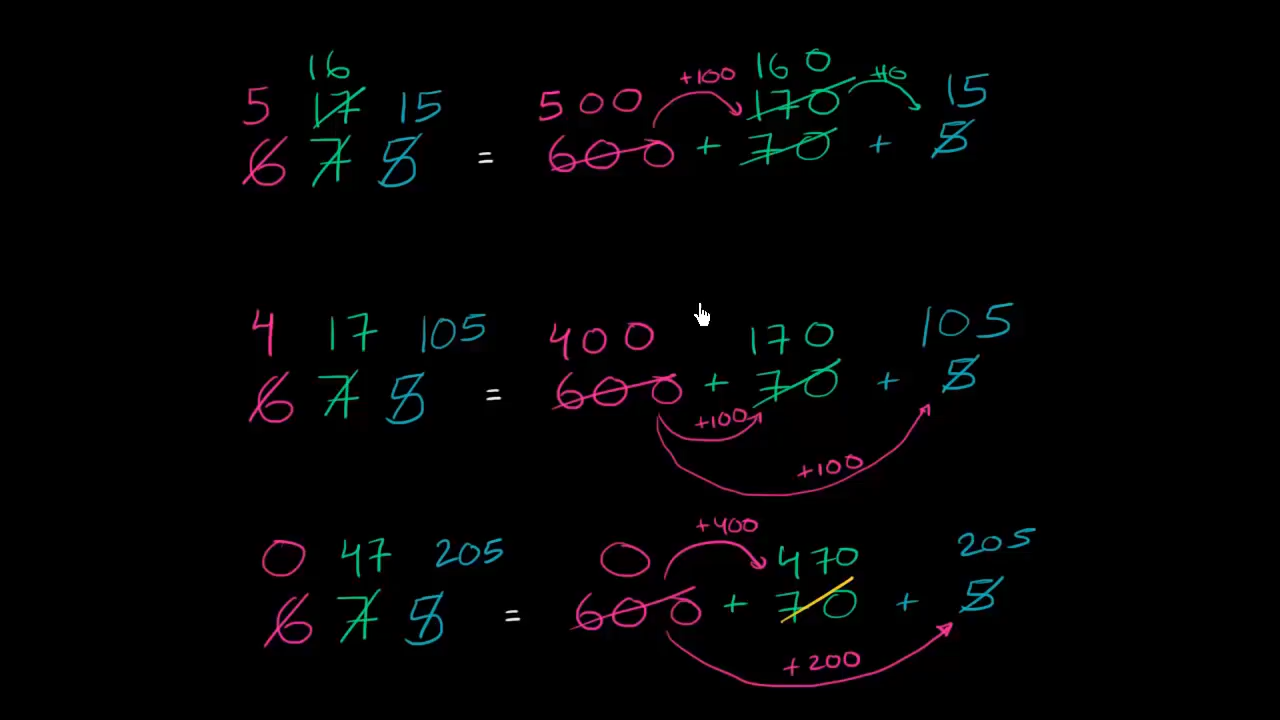 16 160
5 17 15 500 +100 170 +10 15
6 7 5 = 600 + 70 + 5
4 17 105 400 170 105
6 7 5 = 600 + 70 + 5
+100
+100
+400
0 47 205 0 470 205
6 7 5 = 600 + 70 + 5
+200